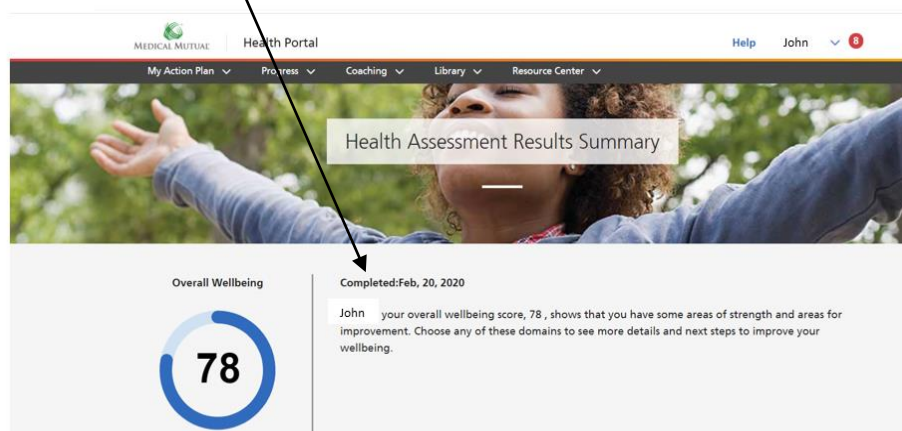 MEDICAL MUTUAL Health Portal Help John 8
My Action Plan Progress Coaching Library Resource Center
Health Assessment Results Summary
Overall Wellbeing
78
Completed:Feb, 20, 2020
John your overall wellbeing score, 78 , shows that you have some areas of strength and areas for
improvement. Choose any of these domains to see more details and next steps to improve your
wellbeing.